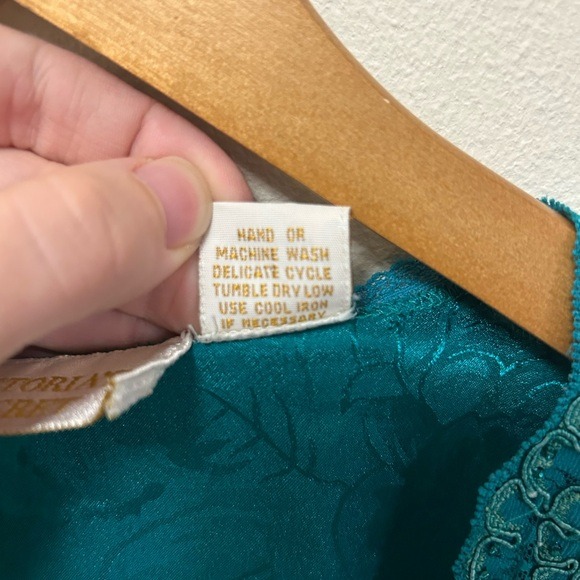 HAND OR
MACHINE WASH
DELICATE CYCLE
TUMBLE DRY LOW
USE COOL IRON
IF NECESSARY